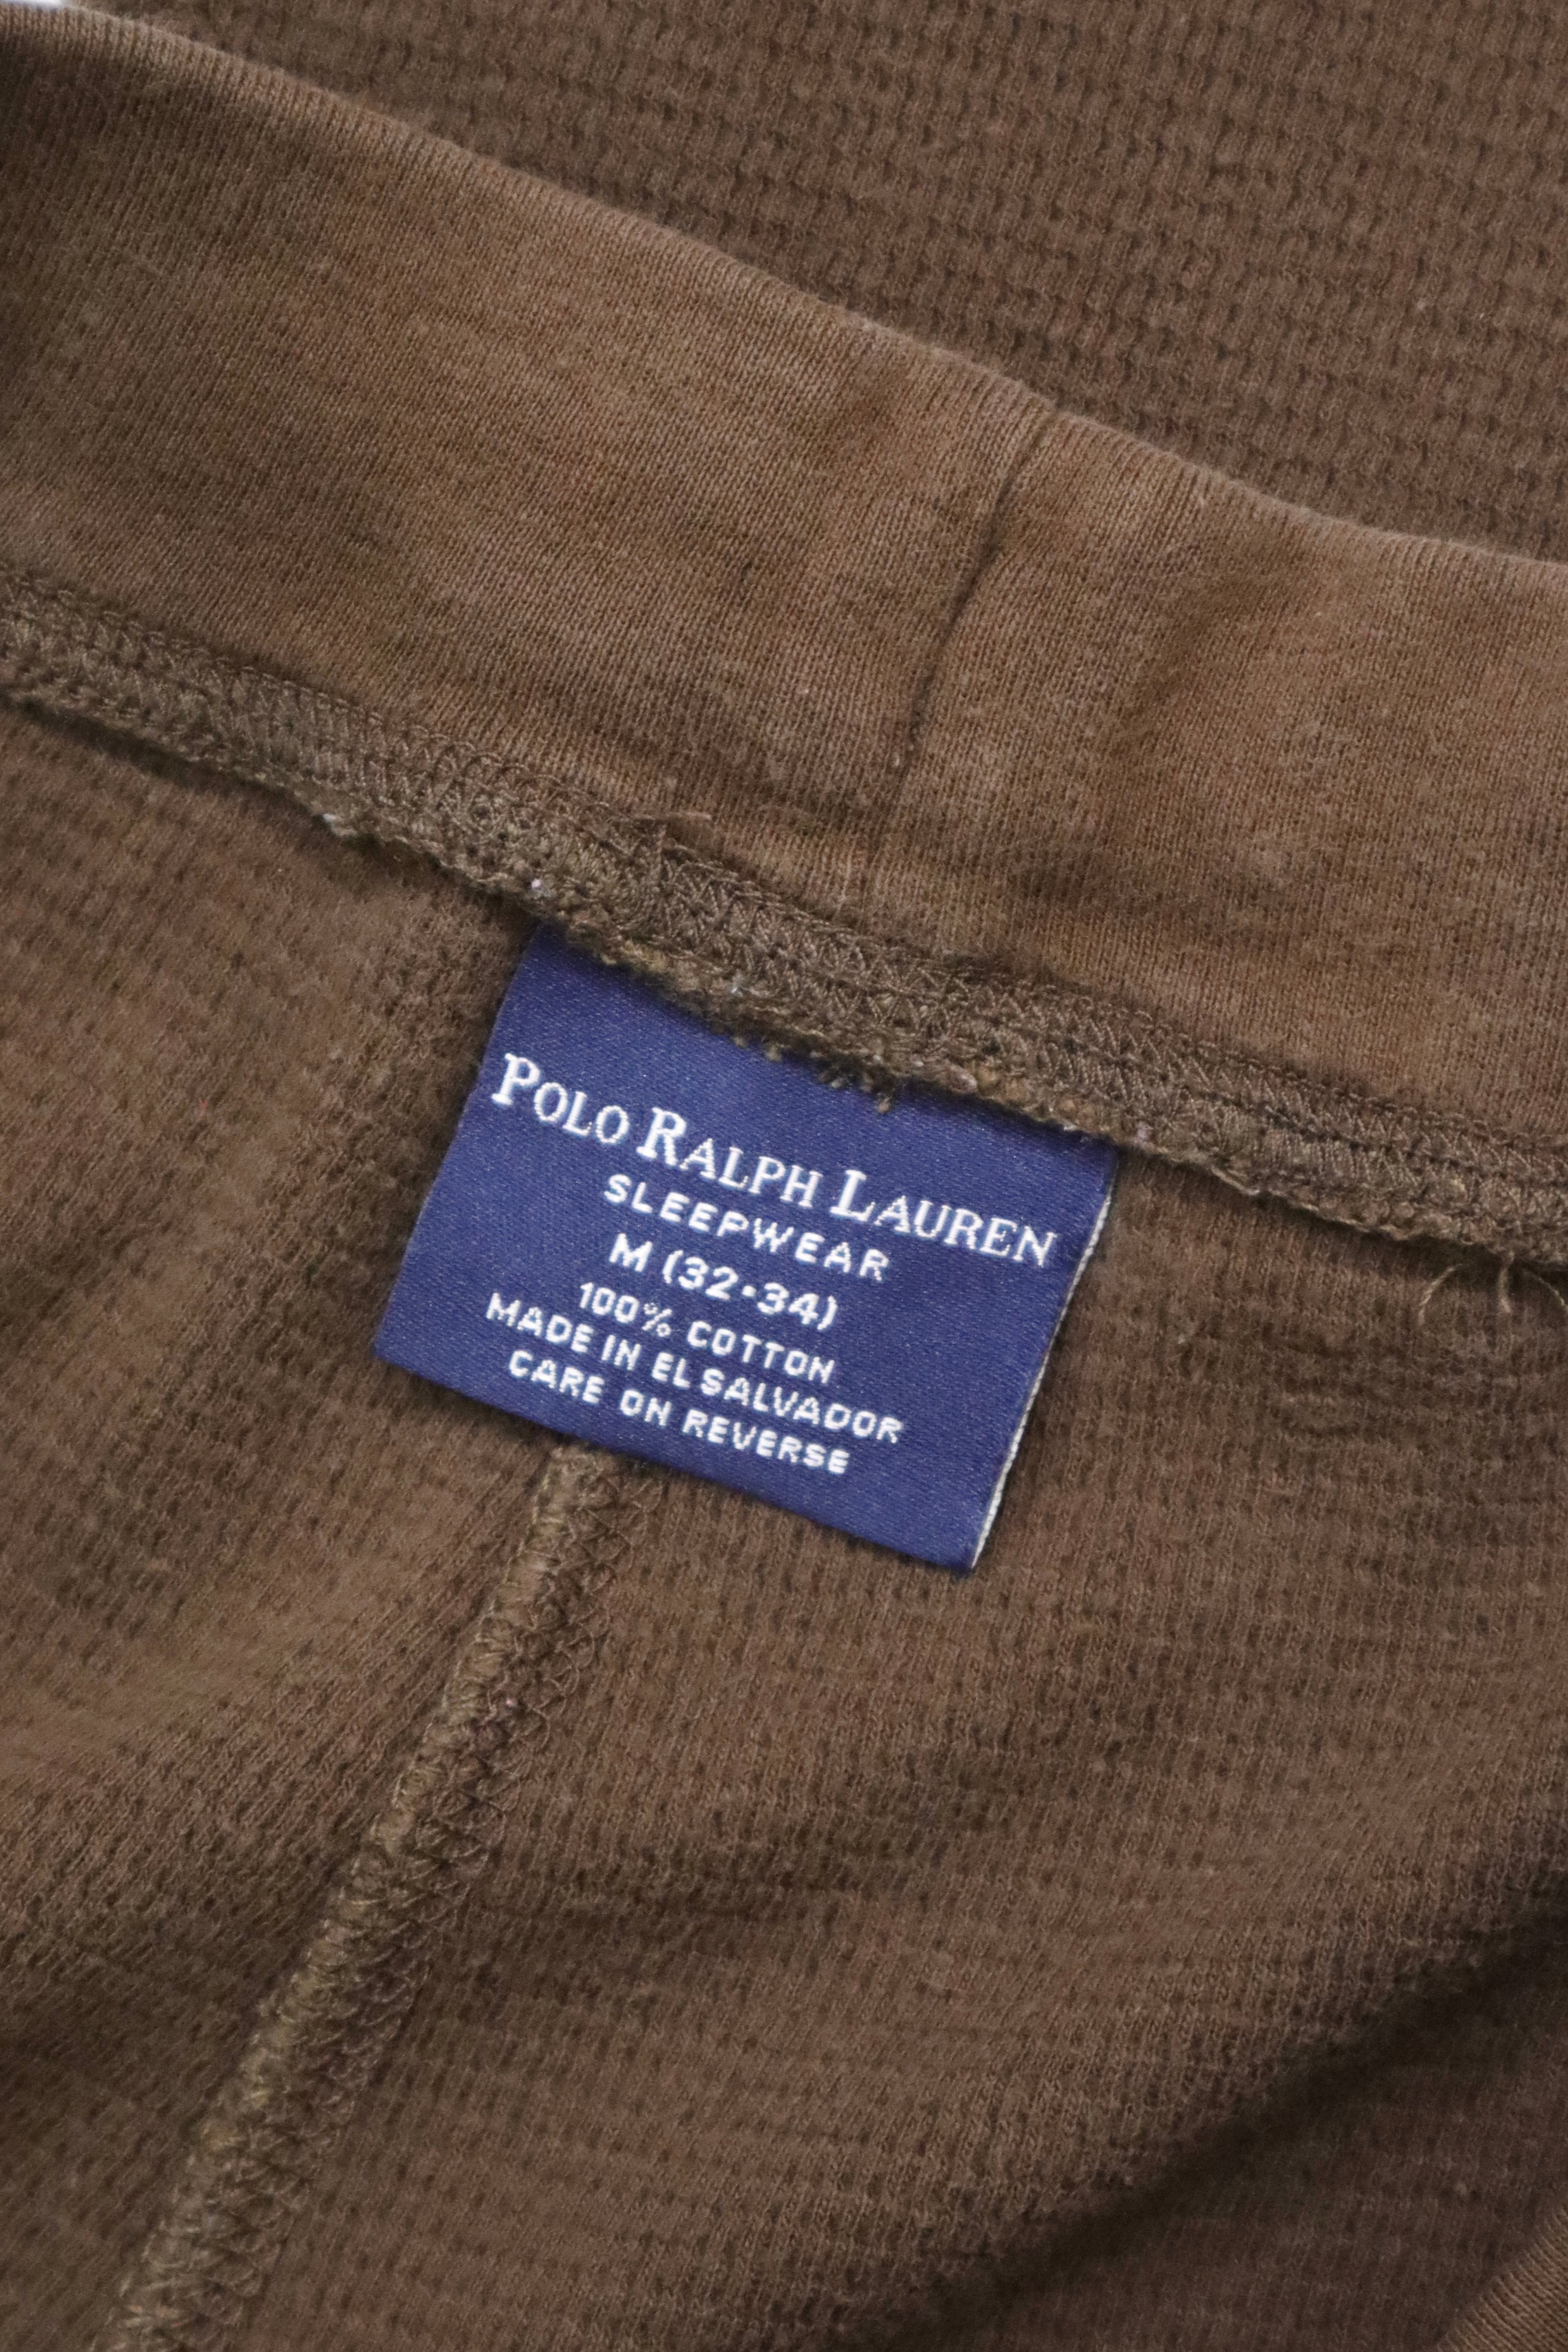 POLO RALPH LAUREN
SLEEPWEAR
M (32-34)
100% COTTON
MADE IN EL SALVADOR
CARE ON REVERSE